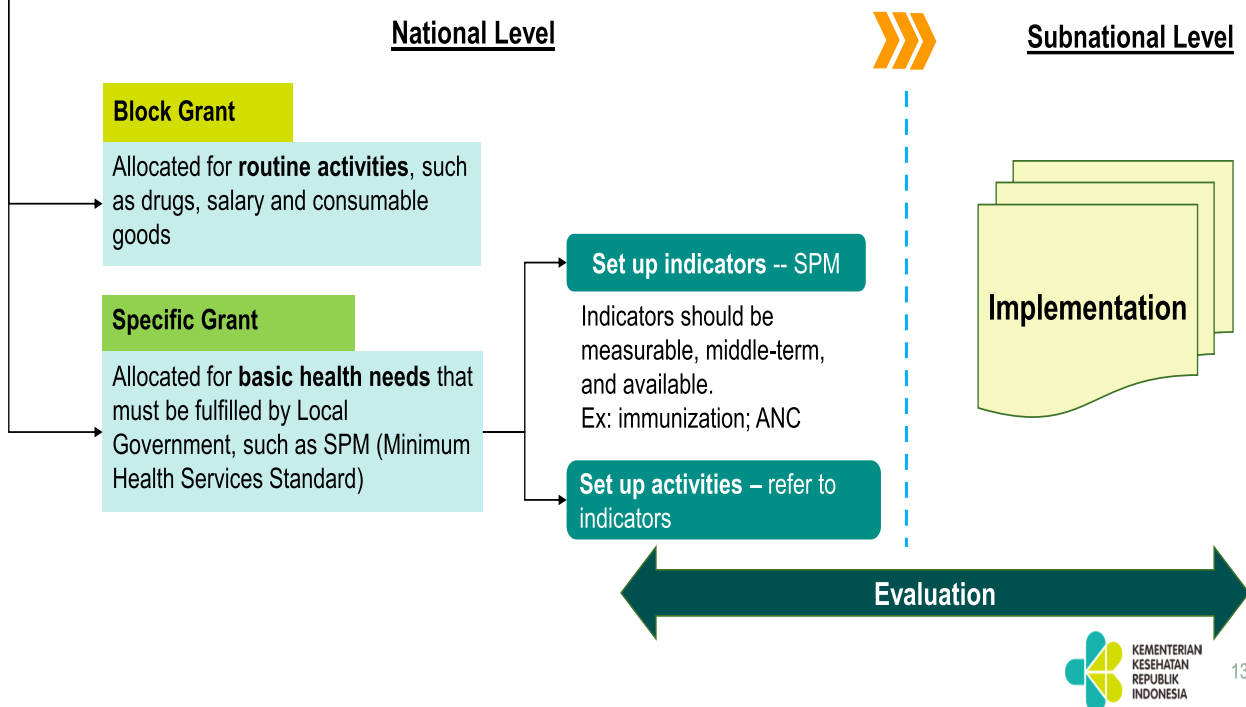 National Level
Subnational Level
Block Grant
Allocated for routine activities, such
as drugs, salary and consumable
goods
Specific Grant
Allocated for basic health needs that
must be fulfilled by Local
Government, such as SPM (Minimum
Health Services Standard)
Set up indicators -- SPM
Indicators should be
measurable, middle-term,
and available.
Ex: immunization; ANC
Set up activities – refer to
indicators
Implementation
Evaluation
KEMENTERIAN
KESEHATAN
REPUBLIK
INDONESIA
13